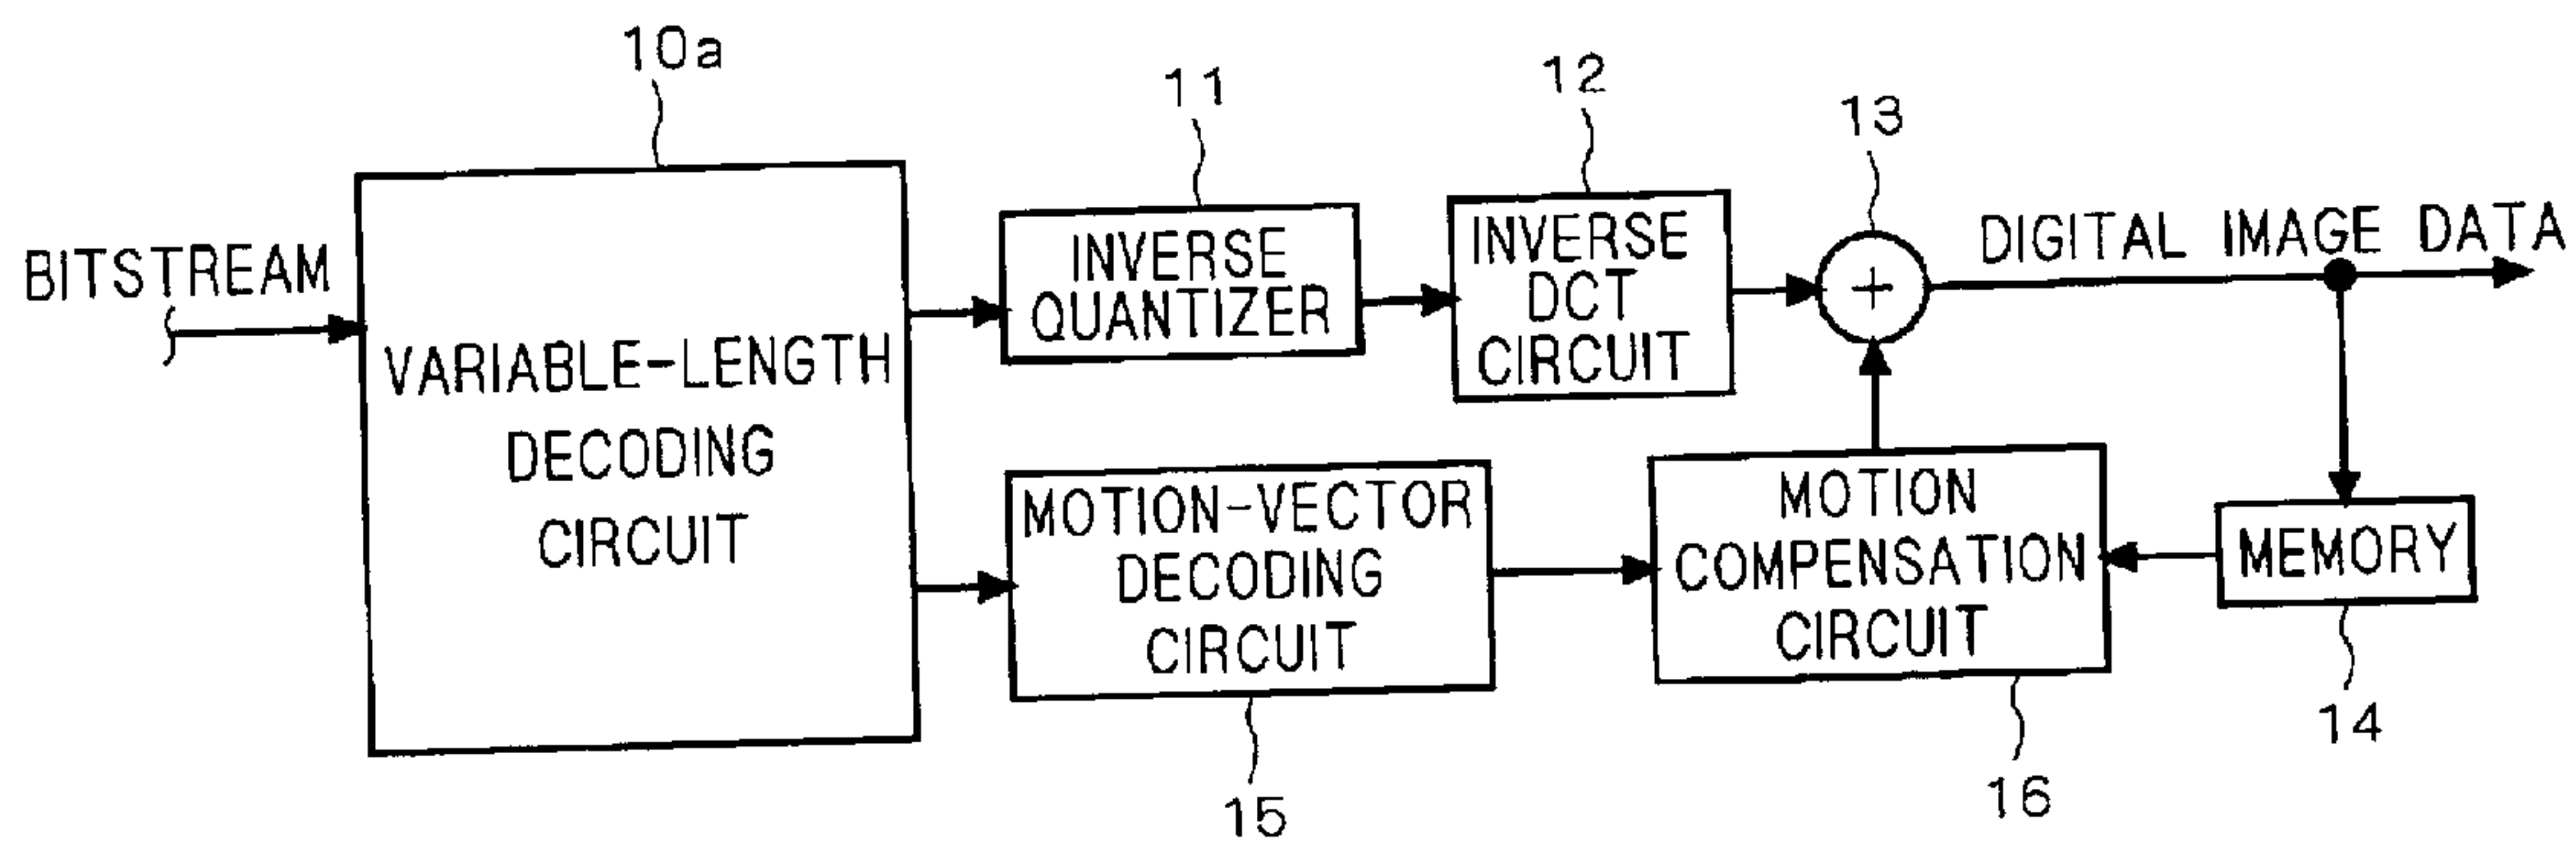 10a
11
12
13
BITSTREAM
VARIABLE-LENGTH
DECODING
CIRCUIT
INVERSE
QUANTIZER
INVERSE
DCT
CIRCUIT
+
DIGITAL IMAGE DATA
MOTION-VECTOR
DECODING
CIRCUIT
MOTION
COMPENSATION
CIRCUIT
MEMORY
15
16
14